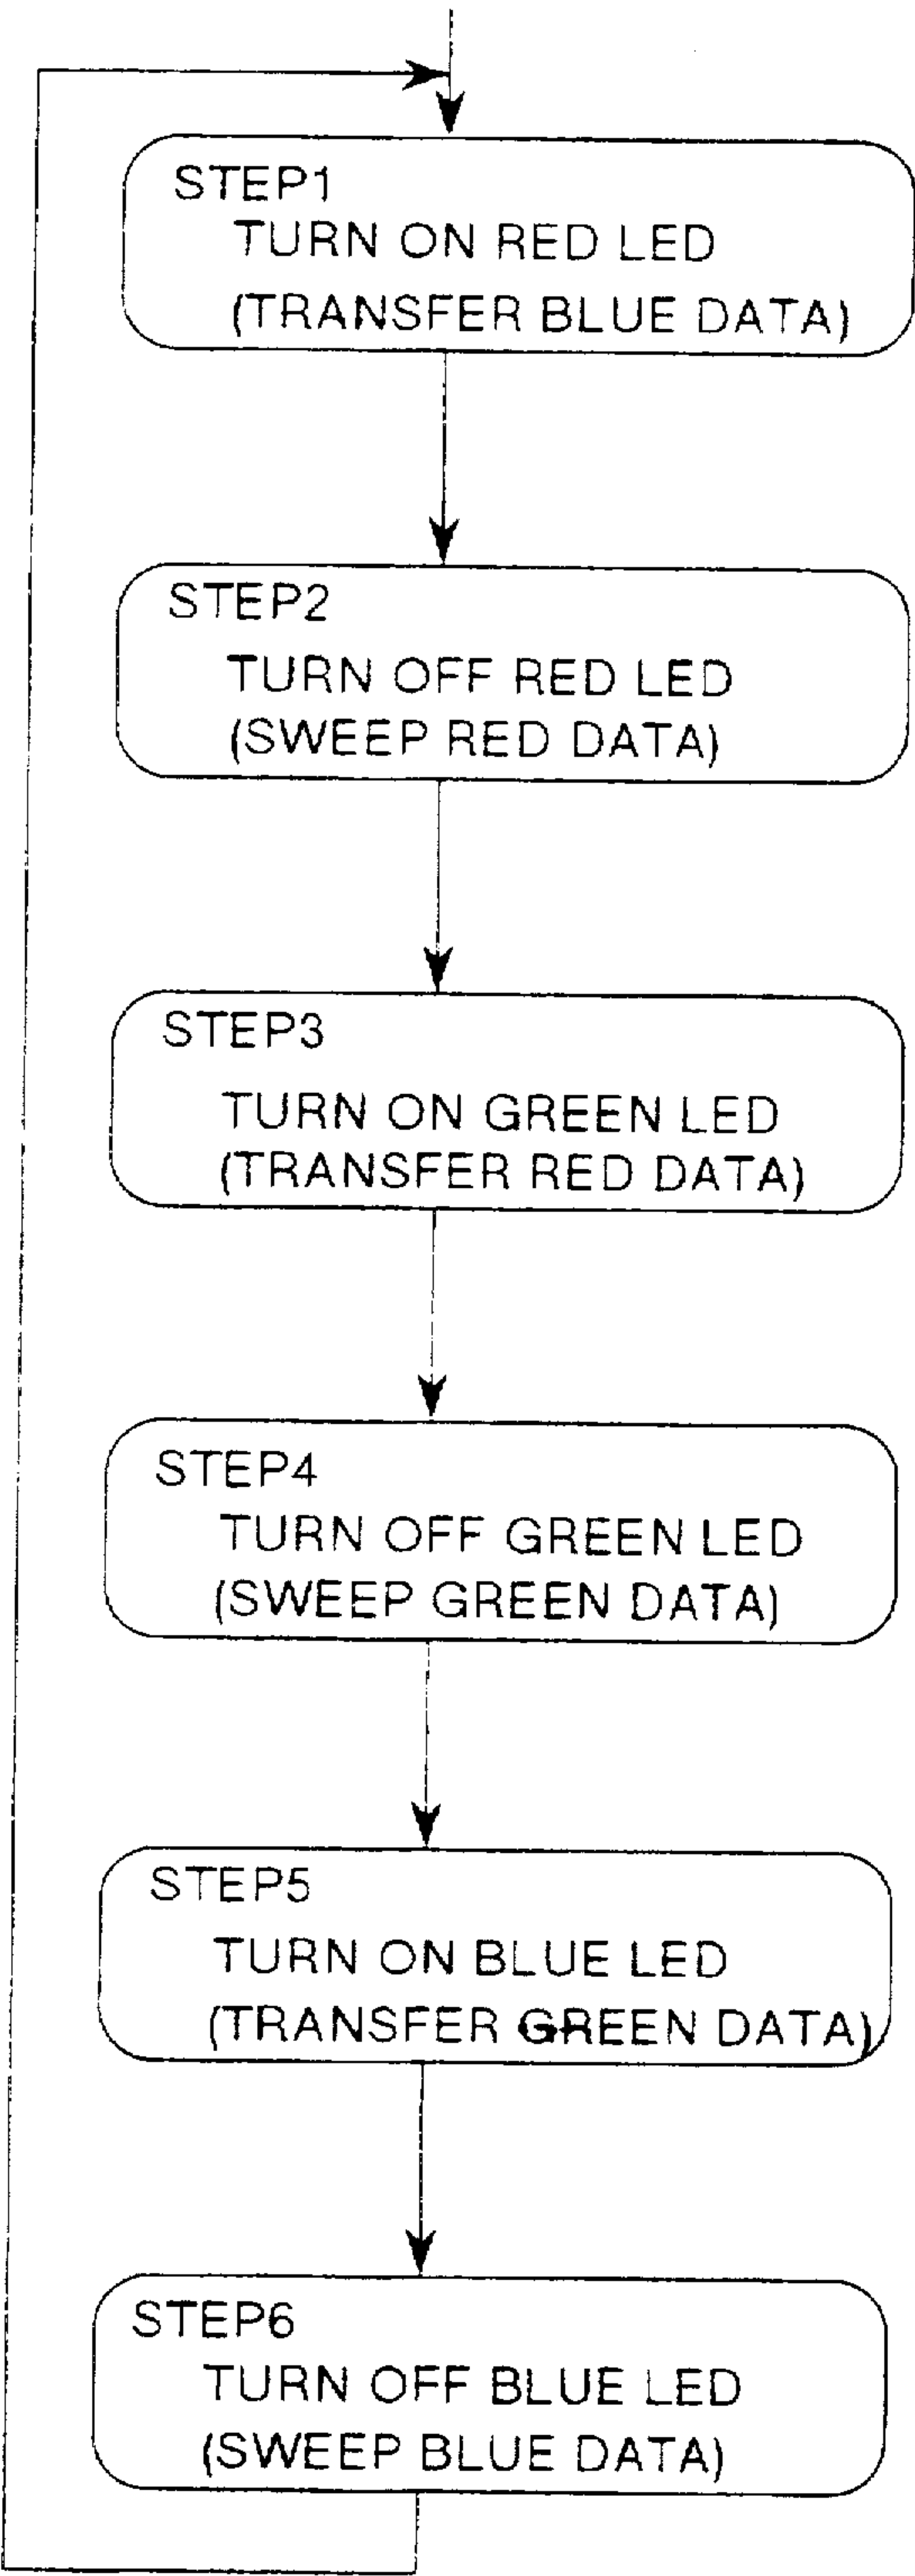 STEP1
TURN ON RED LED
(TRANSFER BLUE DATA)
STEP2
TURN OFF RED LED
(SWEEP RED DATA)
STEP3
TURN ON GREEN LED
(TRANSFER RED DATA)
STEP4
TURN OFF GREEN LED
(SWEEP GREEN DATA)
STEP5
TURN ON BLUE LED
(TRANSFER GREEN DATA)
STEP6
TURN OFF BLUE LED
(SWEEP BLUE DATA)